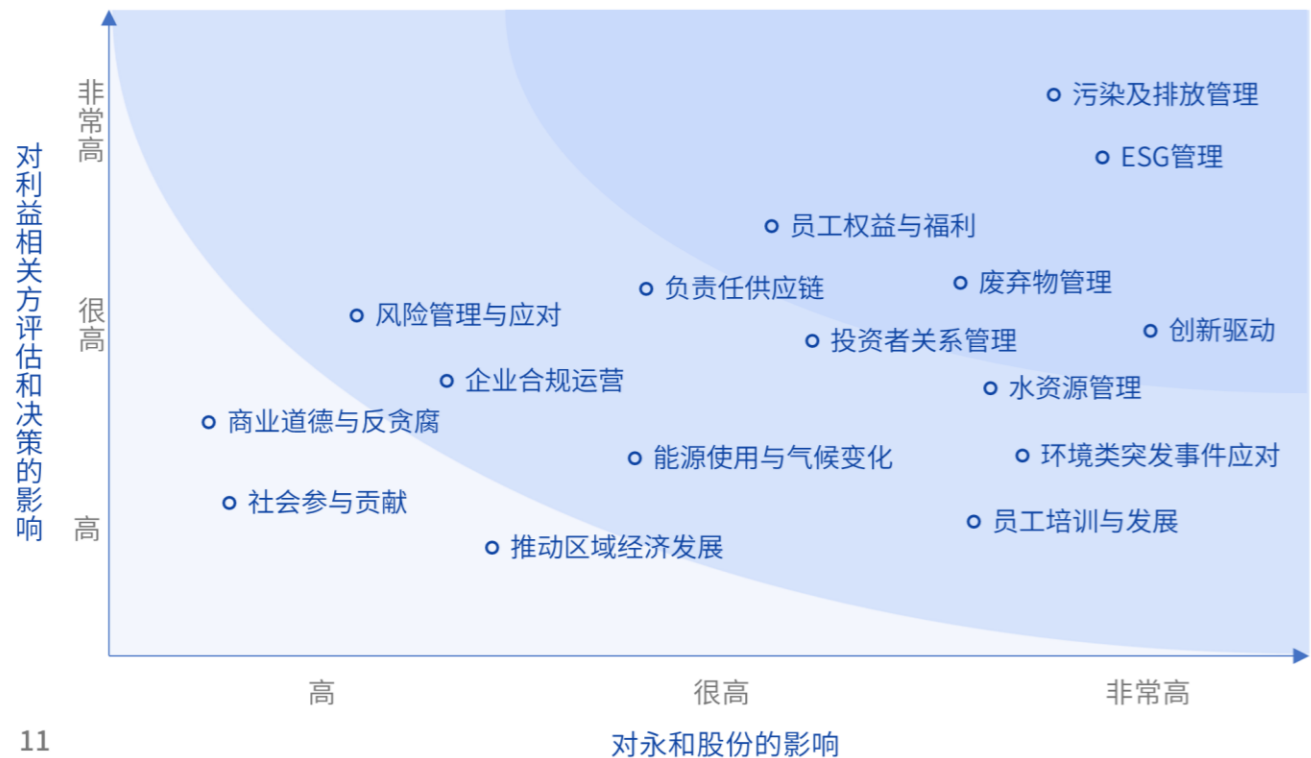 对利益相关方评估和决策的影响
非常高
很高
高
污染及排放管理
ESG管理
员工权益与福利
废弃物管理
负责任供应链
风险管理与应对
创新驱动
投资者关系管理
企业合规运营
水资源管理
商业道德与反贪腐
能源使用与气候变化
环境类突发事件应对
社会参与贡献
员工培训与发展
推动区域经济发展
高
很高
非常高
对永和股份的影响
11